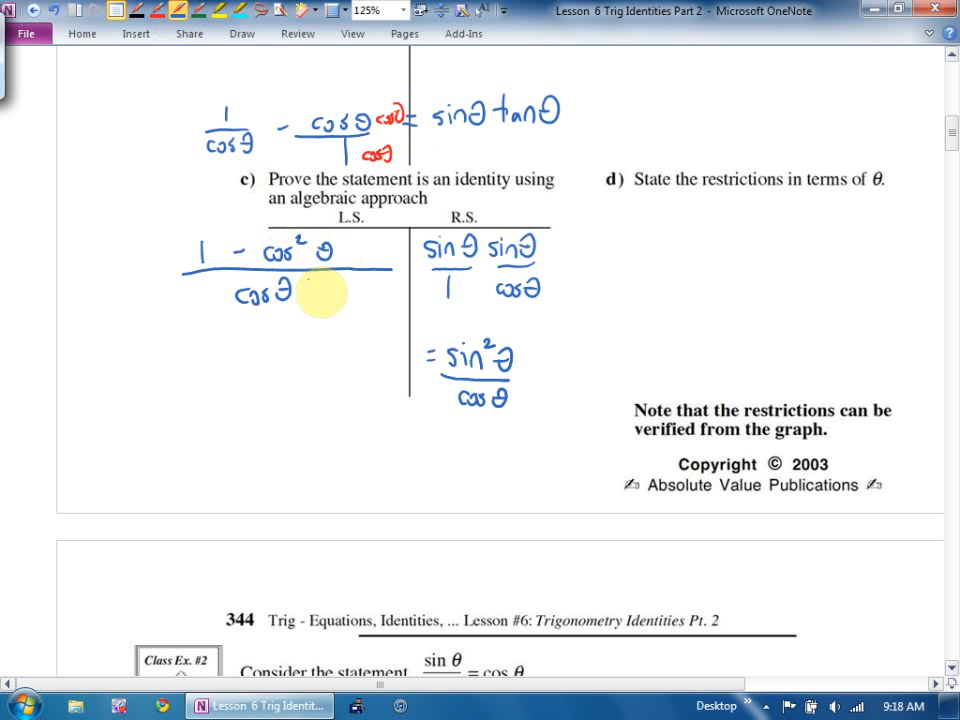 125% Lesson 6 Trig Identities Part 2 - Microsoft OneNote
File Home Insert Share Draw Review View Pages Add-Ins
1/cosθ - cosθ/1 cosθ/cosθ = sinθ tanθ
c) Prove the statement is an identity using
an algebraic approach
d) State the restrictions in terms of θ.
L.S. R.S.
1 - cos² θ
cosθ
sinθ sinθ
1 cosθ
= sin²θ
cosθ
Note that the restrictions can be
verified from the graph.
Copyright © 2003
✍ Absolute Value Publications ✍
344 Trig - Equations, Identities, ... Lesson #6: Trigonometry Identities Pt. 2
Class Ex. #2
Consider the statement sin θ = cos θ
Lesson 6 Trig Identit...
Desktop » 9:18 AM